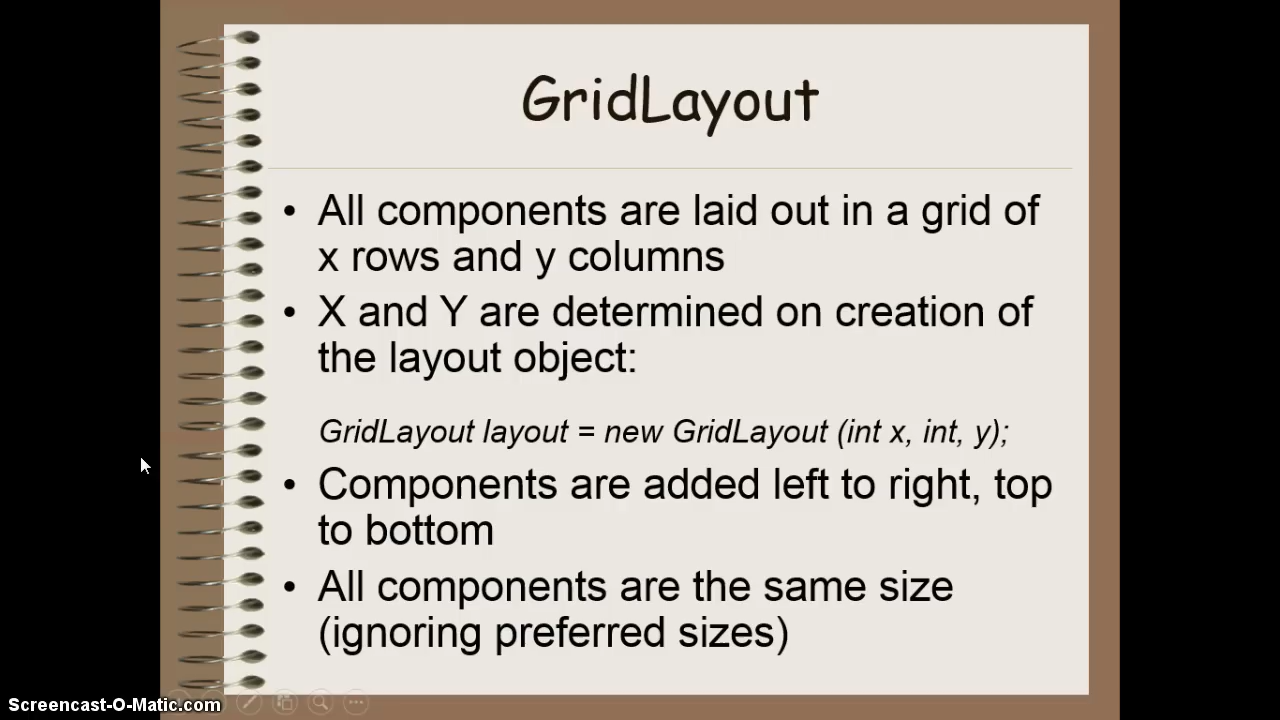 GridLayout
• All components are laid out in a grid of
x rows and y columns
• X and Y are determined on creation of
the layout object:
GridLayout layout = new GridLayout (int x, int, y);
• Components are added left to right, top
to bottom
• All components are the same size
(ignoring preferred sizes)
Screencast-O-Matic.com